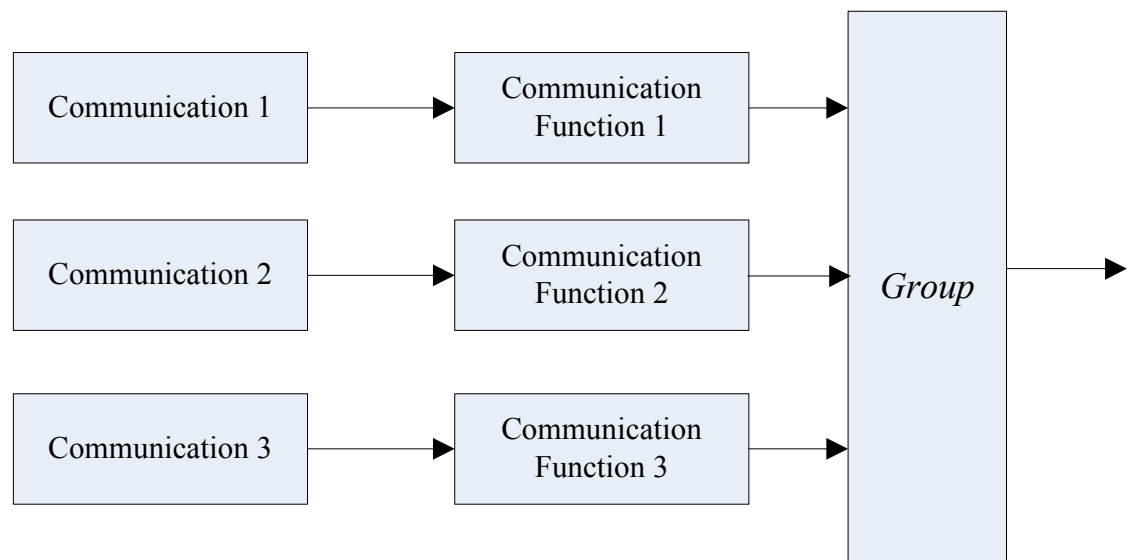 Communication 1
Communication
Function 1
Communication 2
Communication
Function 2
Group
Communication 3
Communication
Function 3